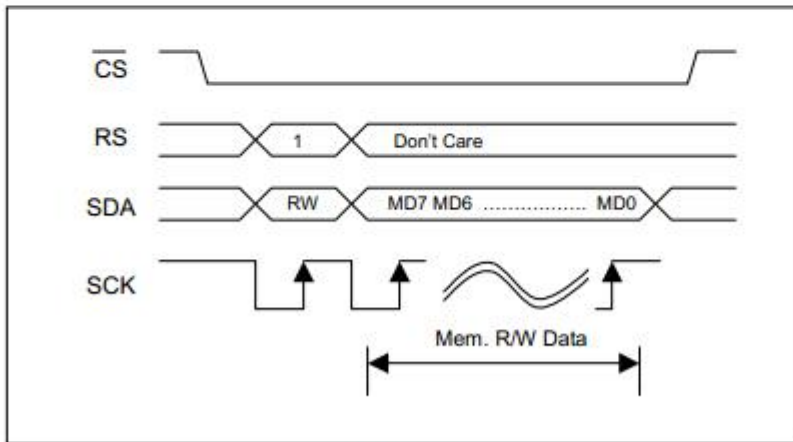 CS
RS
1
Don't Care
SDA
RW
MD7 MD6 ..................... MD0
SCK
Mem. R/W Data